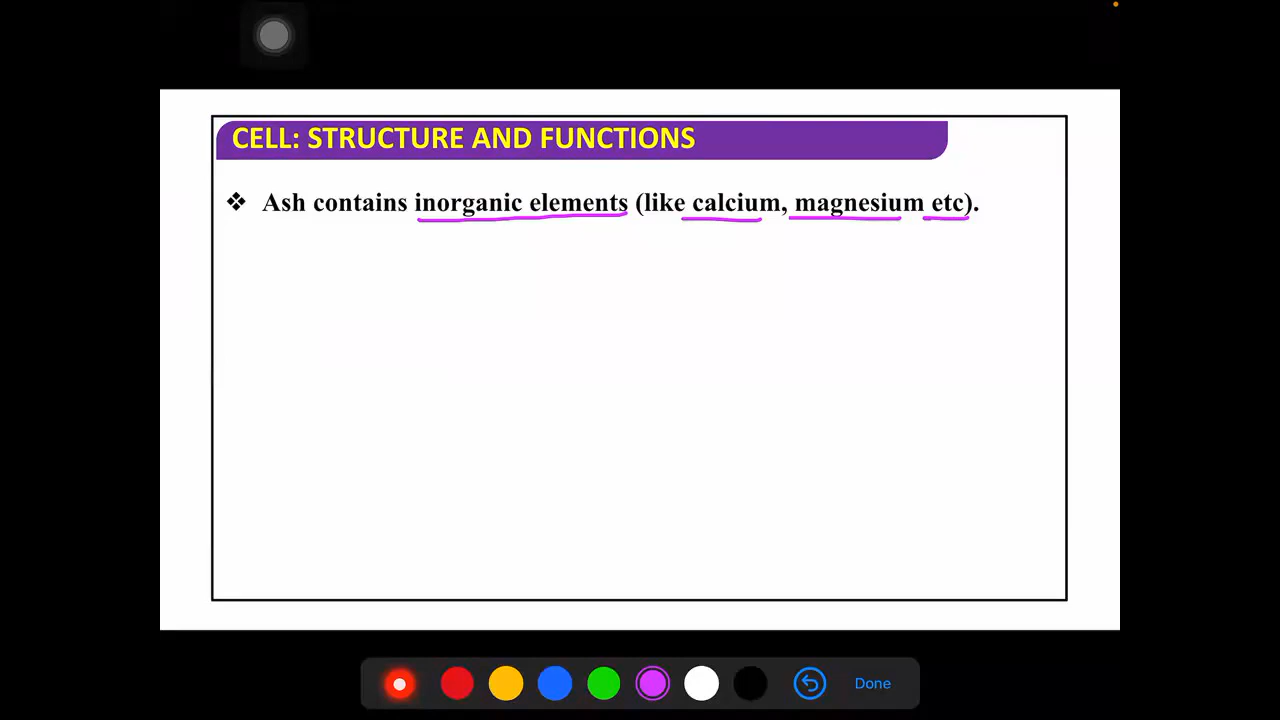 CELL: STRUCTURE AND FUNCTIONS
❖ Ash contains inorganic elements (like calcium, magnesium etc).
Done